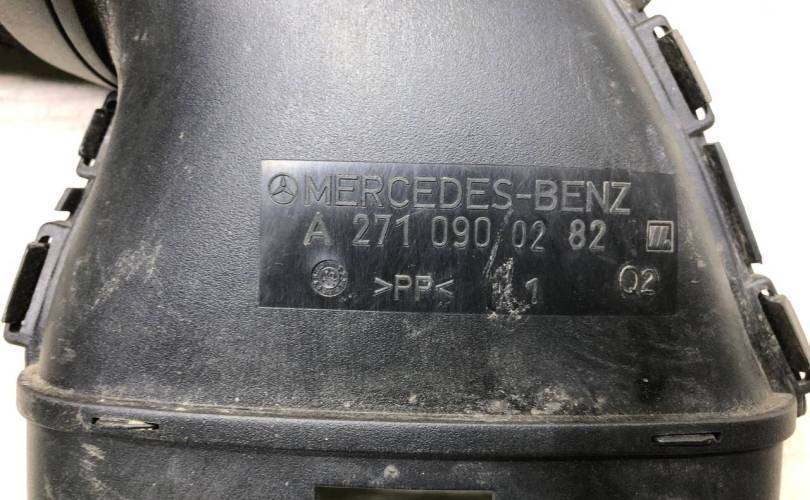 MERCEDES-BENZ
A 271 090 02 82
>PP< 1 Q2